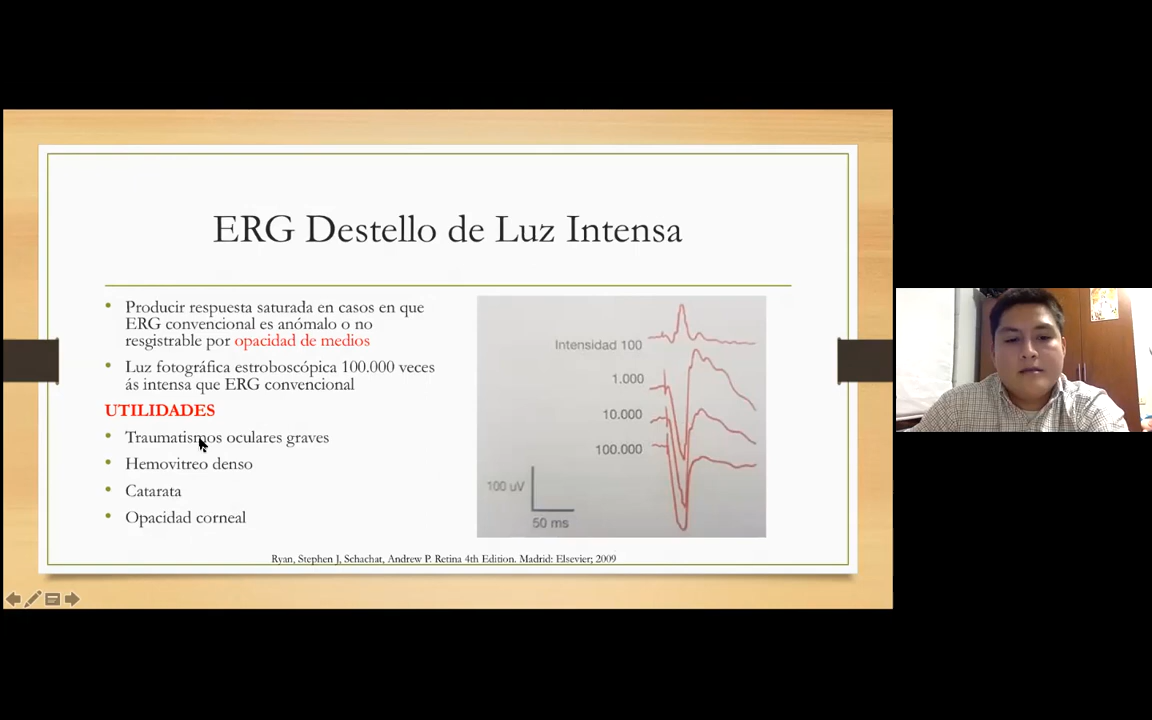 ERG Destello de Luz Intensa
• Producir respuesta saturada en casos en que
ERG convencional es anómalo o no
resgistrable por opacidad de medios
• Luz fotográfica estroboscópica 100.000 veces
ás intensa que ERG convencional
UTILIDADES
• Traumatismos oculares graves
• Hemovitreo denso
• Catarata
• Opacidad corneal
Intensidad 100
1.000
10.000
100.000
100 uV
50 ms
Ryan, Stephen J, Schachat, Andrew P. Retina 4th Edition. Madrid: Elsevier; 2009